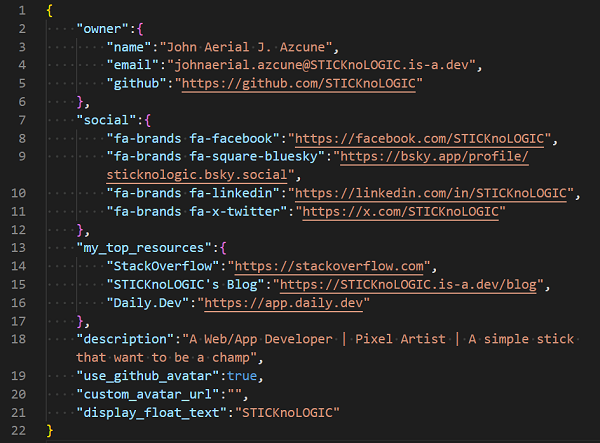 1 {
2 "owner":{
3 "name":"John Aerial J. Azcune",
4 "email":"johnaerial.azcune@STICKnoLOGIC.is-a.dev",
5 "github":"https://github.com/STICKnoLOGIC"
6 },
7 "social":{
8 "fa-brands fa-facebook":"https://facebook.com/STICKnoLOGIC",
9 "fa-brands fa-square-bluesky":"https://bsky.app/profile/
sticknologic.bsky.social",
10 "fa-brands fa-linkedin":"https://linkedin.com/in/STICKnoLOGIC",
11 "fa-brands fa-x-twitter":"https://x.com/STICKnoLOGIC"
12 },
13 "my_top_resources":{
14 "StackOverflow":"https://stackoverflow.com",
15 "STICKnoLOGIC's Blog":"https://STICKnoLOGIC.is-a.dev/blog",
16 "Daily.Dev":"https://app.daily.dev"
17 },
18 "description":"A Web/App Developer | Pixel Artist | A simple stick
that want to be a champ",
19 "use_github_avatar":true,
20 "custom_avatar_url":"",
21 "display_float_text":"STICKnoLOGIC"
22 }